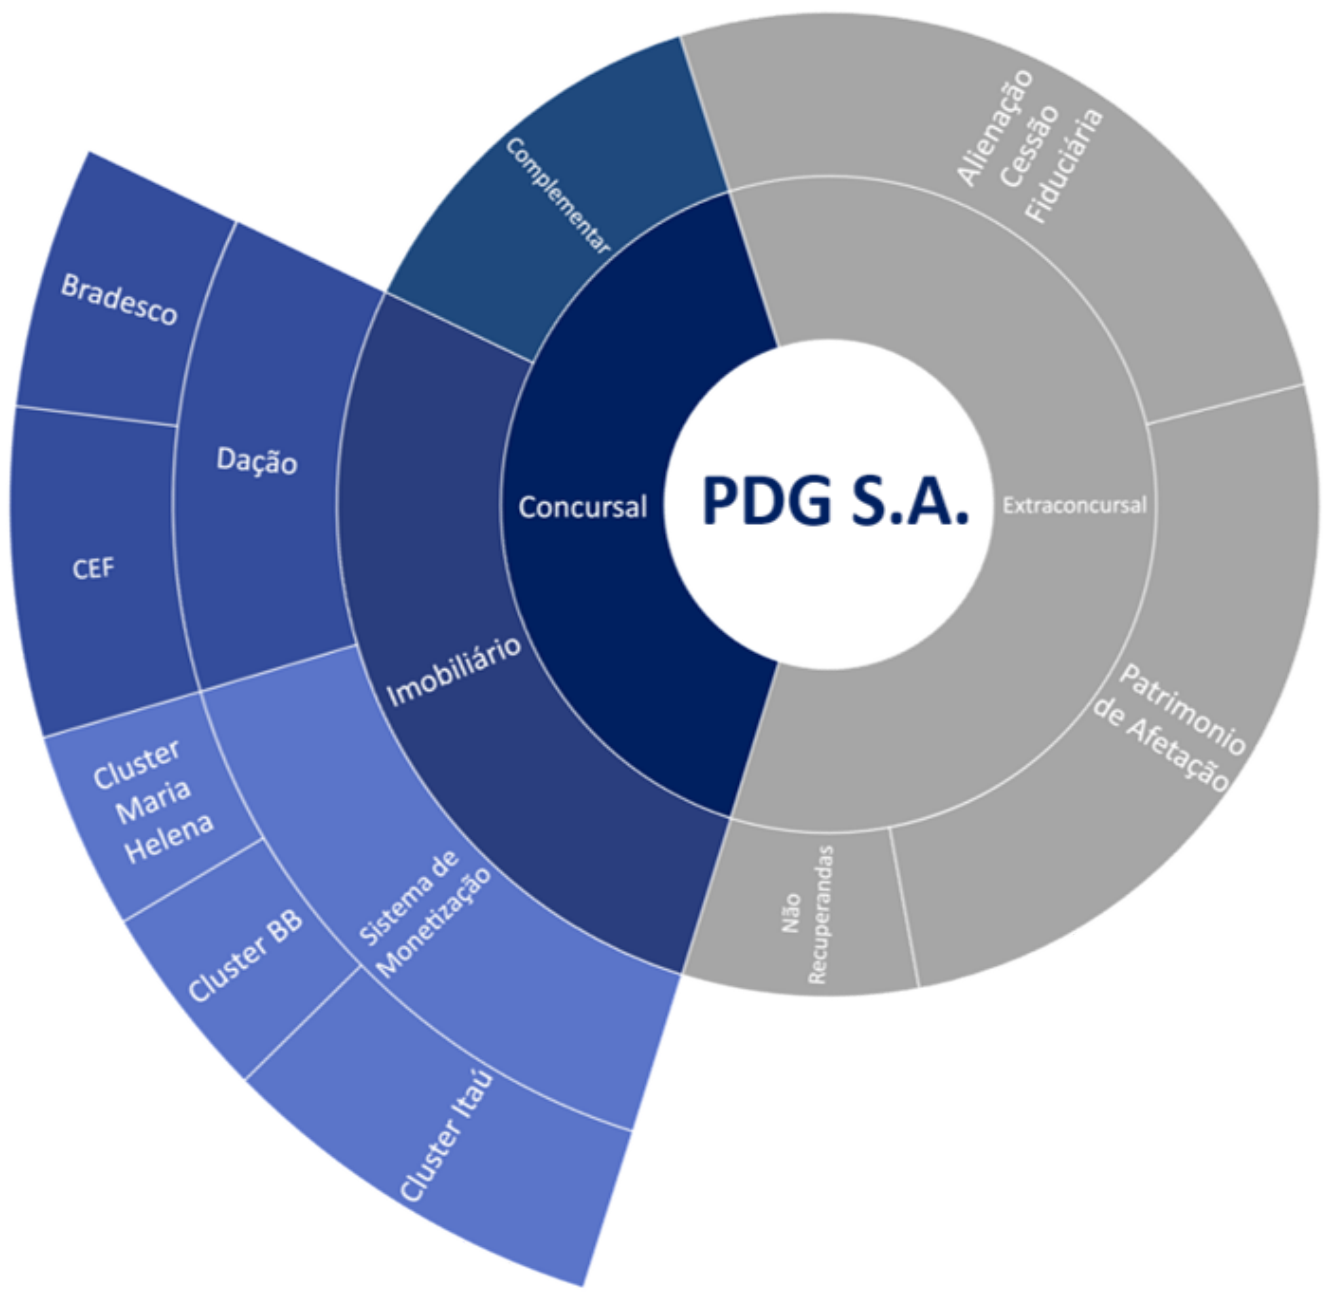 Alienação
Cessão
Fiduciária
Complementar
Bradesco
Dação
Concursal
PDG S.A.
Extraconcursal
CEF
Imobiliário
Patrimonio
de Afetação
Cluster
Maria
Helena
Sistema de
Monetização
Não
Recuperandas
Cluster BB
Cluster Itaú